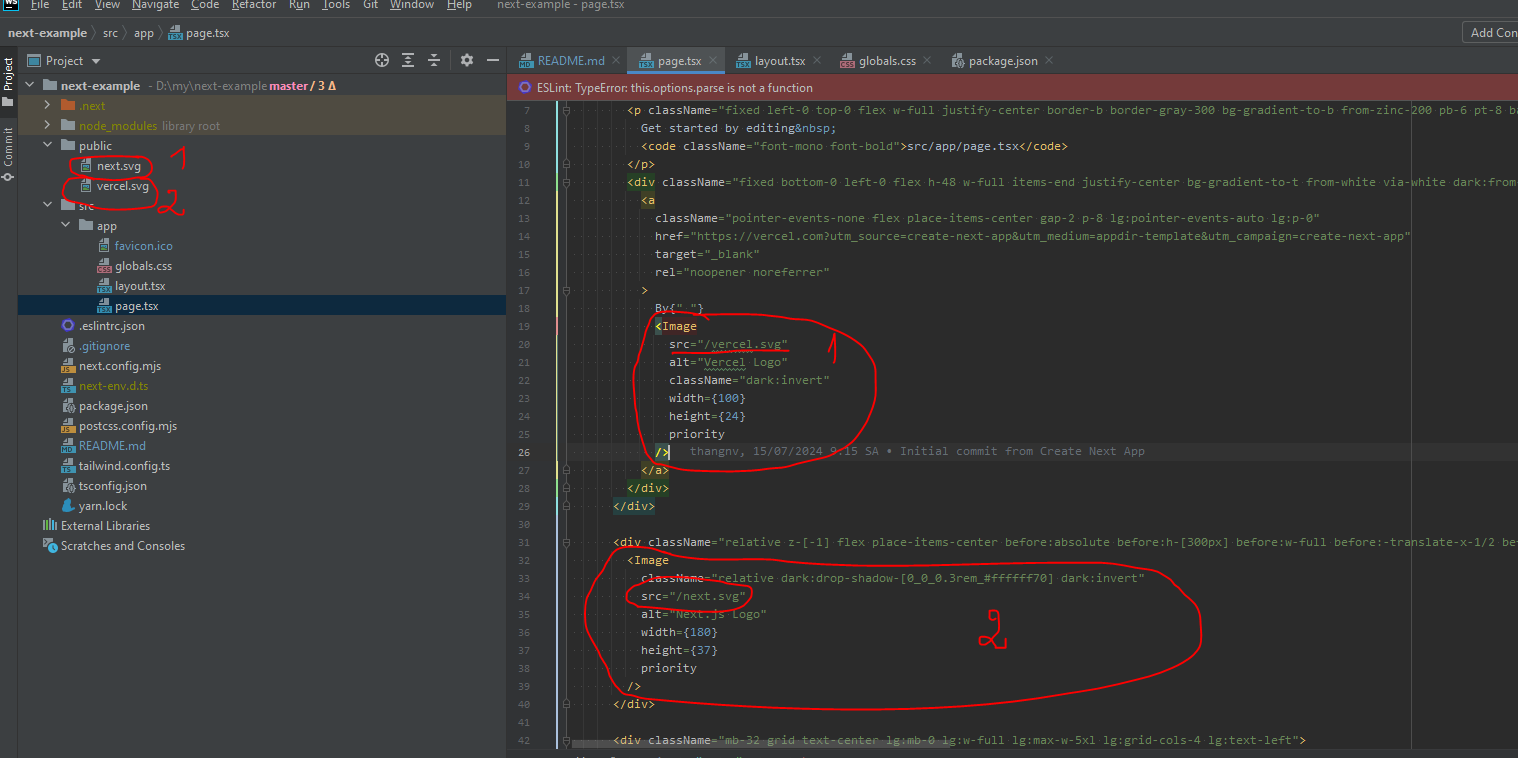 WS File Edit View Navigate Code Refactor Run Tools Git Window Help next-example - page.tsx
next-example src app page.tsx
Add Con
Project
Commit
Project
next-example - D:\my\next-example master / 3 Δ
.next
node_modules library root
public
next.svg
1
vercel.svg
2
src
app
favicon.ico
globals.css
layout.tsx
page.tsx
.eslintrc.json
.gitignore
next.config.mjs
next-env.d.ts
package.json
postcss.config.mjs
README.md
tailwind.config.ts
tsconfig.json
yarn.lock
External Libraries
Scratches and Consoles
README.md page.tsx layout.tsx globals.css package.json
ESLint: TypeError: this.options.parse is not a function
7 <p className="fixed left-0 top-0 flex w-full justify-center border-b border-gray-300 bg-gradient-to-b from-zinc-200 pb-6 pt-8 ba
8 Get started by editing&nbsp;
9 <code className="font-mono font-bold">src/app/page.tsx</code>
10 </p>
11 <div className="fixed bottom-0 left-0 flex h-48 w-full items-end justify-center bg-gradient-to-t from-white via-white dark:from
12 <a
13 className="pointer-events-none flex place-items-center gap-2 p-8 lg:pointer-events-auto lg:p-0"
14 href="https://vercel.com?utm_source=create-next-app&utm_medium=appdir-template&utm_campaign=create-next-app"
15 target="_blank"
16 rel="noopener noreferrer"
17 >
18 By{" "}
19 <Image
20 src="/vercel.svg"
1
21 alt="Vercel Logo"
22 className="dark:invert"
23 width={100}
24 height={24}
25 priority
26 /> thangnv, 15/07/2024 9:15 SA • Initial commit from Create Next App
27 </a>
28 </div>
29 </div>
30
31 <div className="relative z-[-1] flex place-items-center before:absolute before:h-[300px] before:w-full before:-translate-x-1/2 be
32 <Image
33 className="relative dark:drop-shadow-[0_0_0.3rem_#ffffff70] dark:invert"
34 src="/next.svg"
35 alt="Next.js Logo"
36 width={180}
2
37 height={37}
38 priority
39 />
40 </div>
41
42 <div className="mb-32 grid text-center lg:mb-0 lg:w-full lg:max-w-5xl lg:grid-cols-4 lg:text-left">